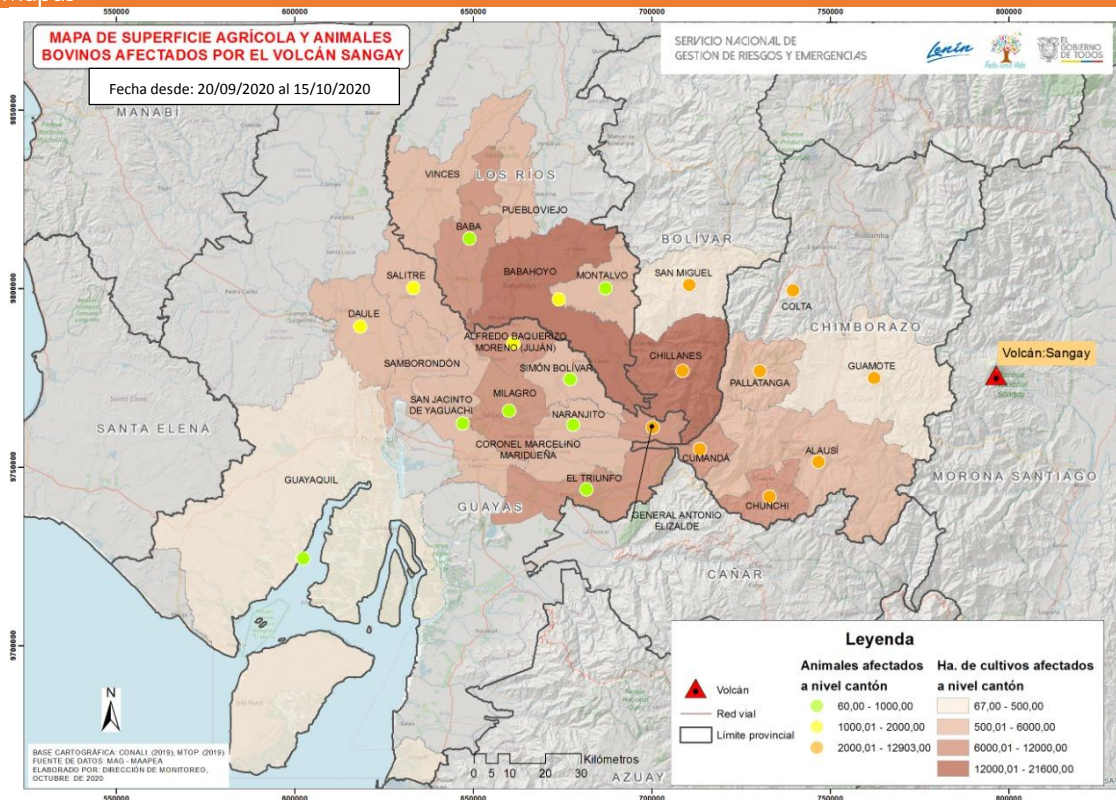 Mapas
MAPA DE SUPERFICIE AGRÍCOLA Y ANIMALES
BOVINOS AFECTADOS POR EL VOLCÁN SANGAY
Fecha desde: 20/09/2020 al 15/10/2020
SERVICIO NACIONAL DE
GESTIÓN DE RIESGOS Y EMERGENCIAS
Lenín
EL
GOBIERNO
DE TODOS
550000
600000
650000
700000
750000
800000
9850000
9800000
9750000
9700000
MANABÍ
VINCES
LOS RÍOS
PUEBLOVIEJO
BABA
BOLÍVAR
BABAHOYO
MONTALVO
SAN MIGUEL
SALITRE
COLTA
DAULE
CHIMBORAZO
ALFREDO BAQUERIZO
MORENO (JUJÁN)
SAMBORONDÓN
SIMÓN BOLÍVAR
CHILLANES
PALLATANGA
GUAMOTE
Volcán:Sangay
MILAGRO
SAN JACINTO
DE YAGUACHI
NARANJITO
SANTA ELENA
CORONEL MARCELINO
MARIDUEÑA
CUMANDÁ
ALAUSÍ
MORONA SANTIAGO
GUAYAQUIL
EL TRIUNFO
CHUNCHI
GUAYAS
GENERAL ANTONIO
ELIZALDE
CAÑAR
AZUAY
N
Leyenda
Volcán
Red vial
Límite provincial
Animales afectados
a nivel cantón
60,00 - 1000,00
1000,01 - 2000,00
2000,01 - 12903,00
Ha. de cultivos afectados
a nivel cantón
67,00 - 500,00
500,01 - 6000,00
6000,01 - 12000,00
12000,01 - 21600,00
Kilómetros
0 5 10 20 30
BASE CARTOGRÁFICA: CONALI, (2019), MTOP, (2019)
FUENTE DE DATOS: MAG - MAAPEA
ELABORADO POR: DIRECCIÓN DE MONITOREO,
OCTUBRE DE 2020
550000
600000
650000
700000
750000
800000